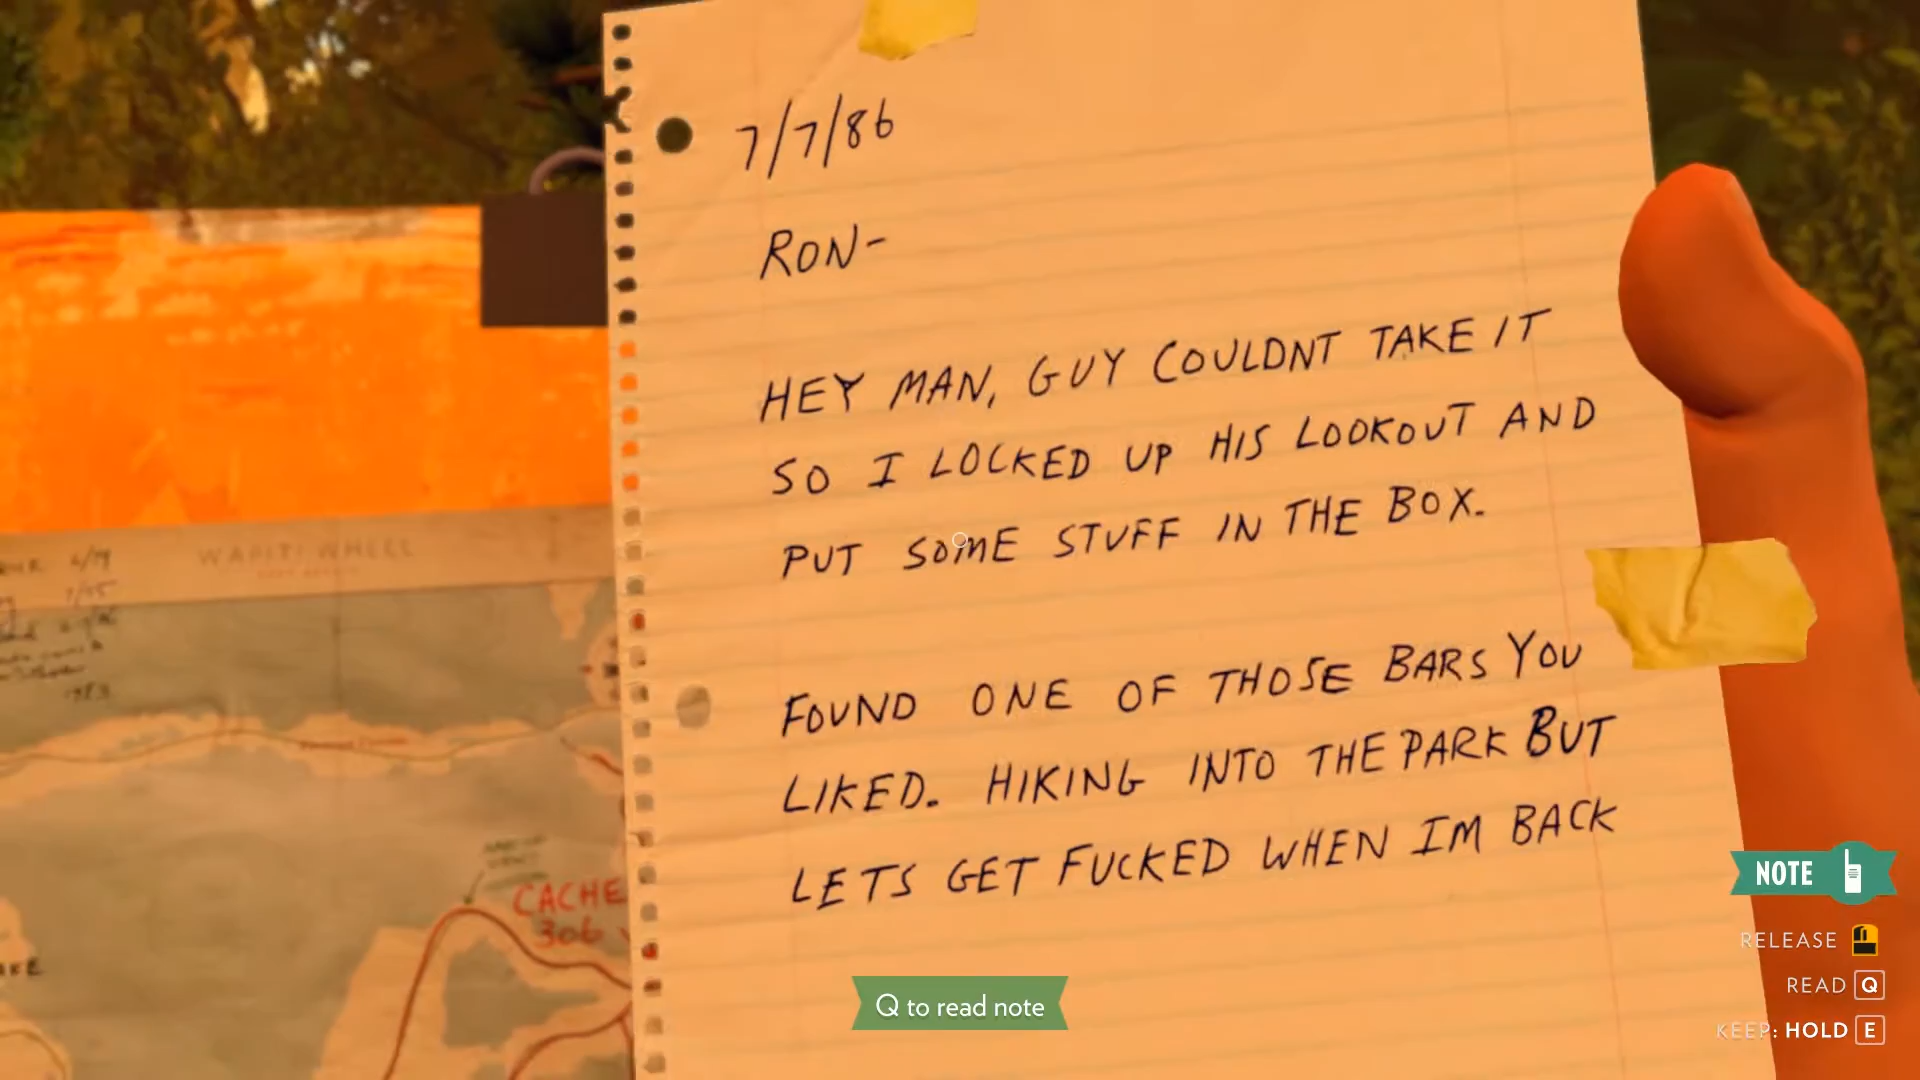 7/7/86
RON-
HEY MAN, GUY COULDNT TAKE IT
SO I LOCKED UP HIS LOOKOUT AND
PUT SOME STUFF IN THE BOX.
FOUND ONE OF THOSE BARS YOU
LIKED. HIKING INTO THE PARK BUT
LETS GET FUCKED WHEN IM BACK
WAPITI WHEEL
CACHE
306
NOTE
RELEASE
READ Q
KEEP: HOLD E
Q to read note